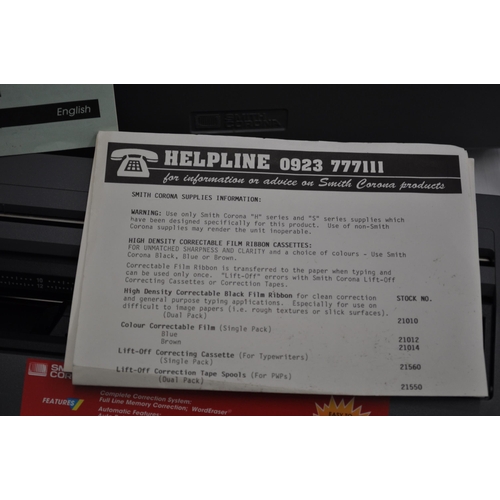 English
SMITH
CORONA
HELPLINE 0923 777111
for information or advice on Smith Corona products
SMITH CORONA SUPPLIES INFORMATION:
WARNING: Use only Smith Corona "H" series and "S" series supplies which
have been designed specifically for this product. Use of non-Smith
Corona supplies may render the unit inoperable.
HIGH DENSITY CORRECTABLE FILM RIBBON CASSETTES:
FOR UNMATCHED SHARPNESS AND CLARITY and a choice of colours - Use Smith
Corona Black, Blue or Brown.
Correctable Film Ribbon is transferred to the paper when typing and
can be used only once. "Lift-Off" errors with Smith Corona Lift-Off
Correcting Cassettes or Correction Tapes.
High Density Correctable Black Film Ribbon for clean correction STOCK NO.
and general purpose typing applications. Especially for use on
difficult to image papers (i.e. rough textures or slick surfaces).
(Dual Pack) 21010
Colour Correctable Film (Single Pack)
Blue 21012
Brown 21014
Lift-Off Correcting Cassette (For Typewriters)
(Single Pack) 21560
Lift-Off Correction Tape Spools (For PWPs)
(Dual Pack) 21550
FEATURES
Complete Correction System:
Full Line Memory Correction, WordEraser
Automatic Features: